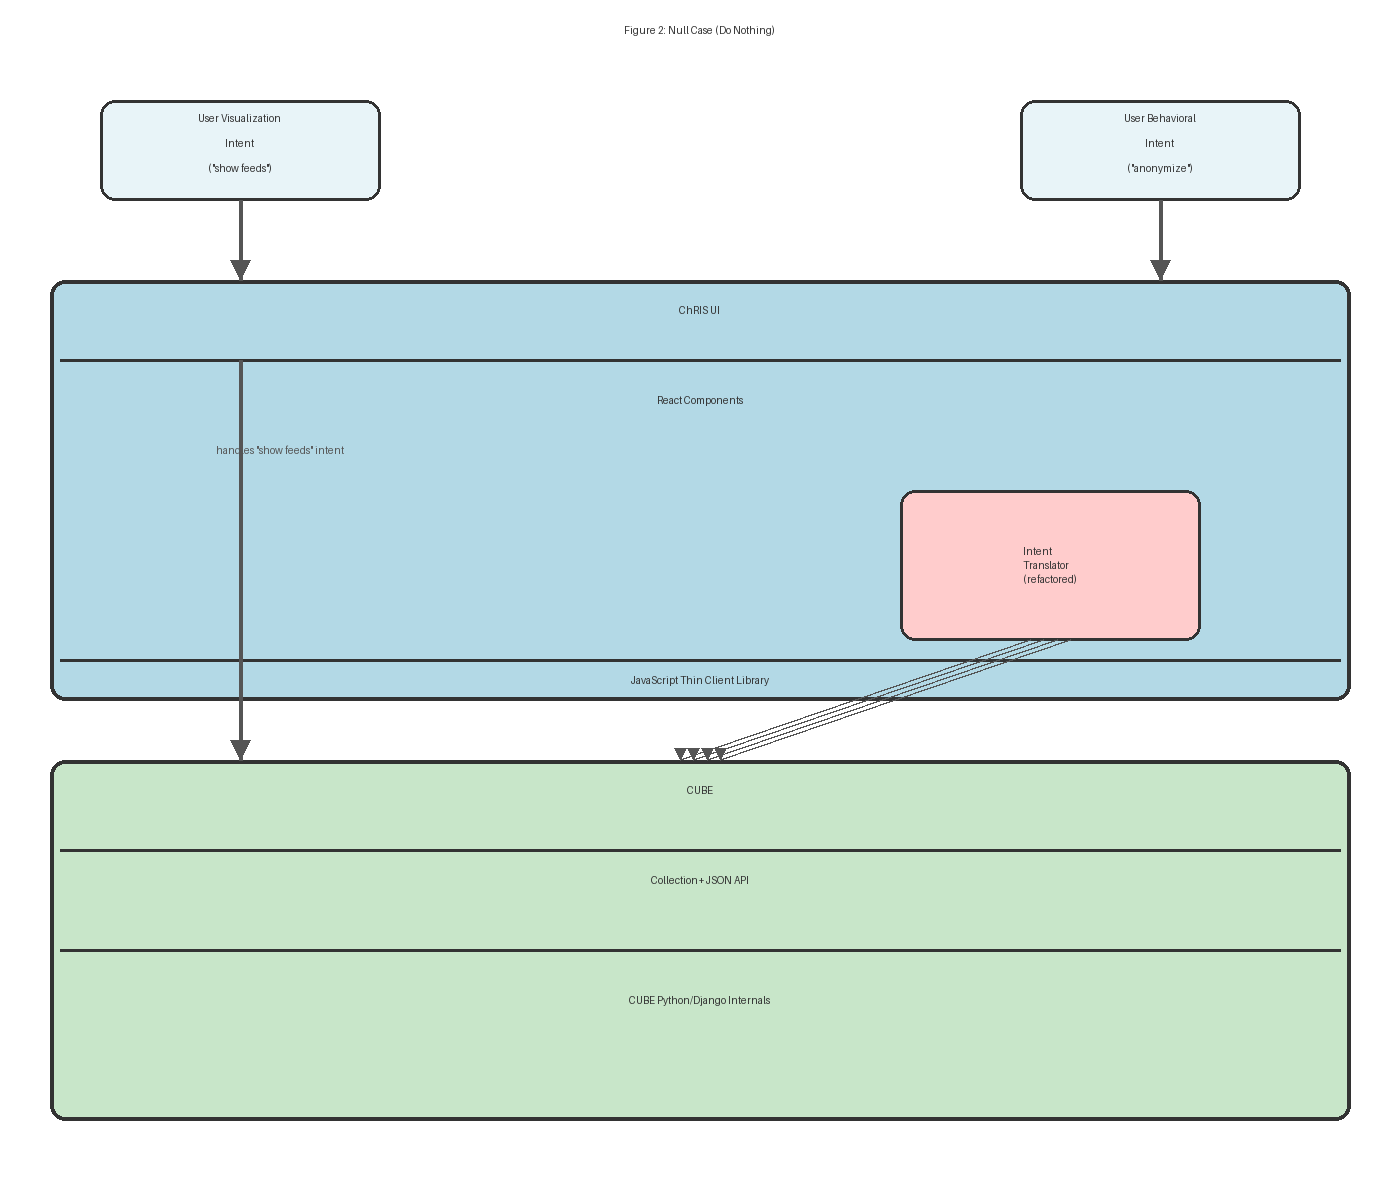 Figure 2: Null Case (Do Nothing)
User Visualization
Intent
("show feeds")
User Behavioral
Intent
("anonymize")
ChRIS UI
React Components
handles "show feeds" intent
Intent
Translator
(refactored)
JavaScript Thin Client Library
CUBE
Collection+JSON API
CUBE Python/Django Internals